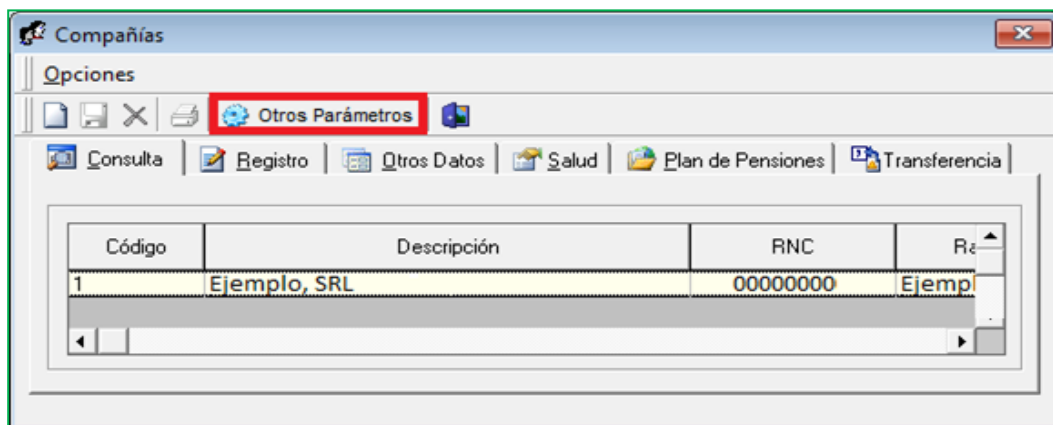 Compañías
Opciones
Otros Parámetros
Consulta Registro Otros Datos Salud Plan de Pensiones Transferencia
Código Descripción RNC
1 Ejemplo, SRL 00000000